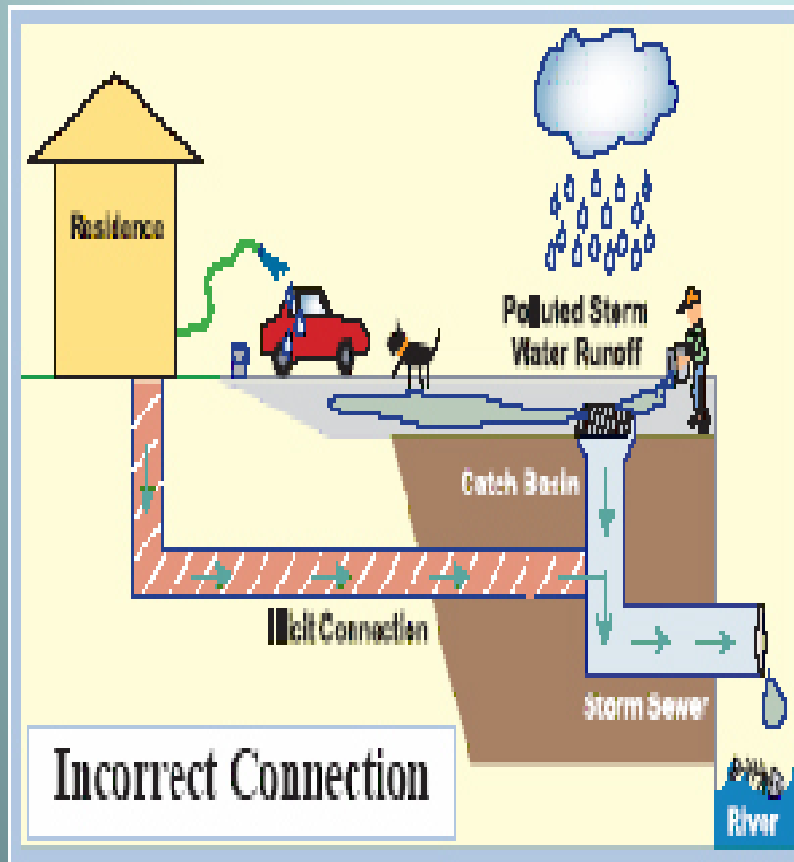 Residence
Polluted Storm
Water Runoff
Catch Basin
Illicit Connection
Storm Sewer
Incorrect Connection
River